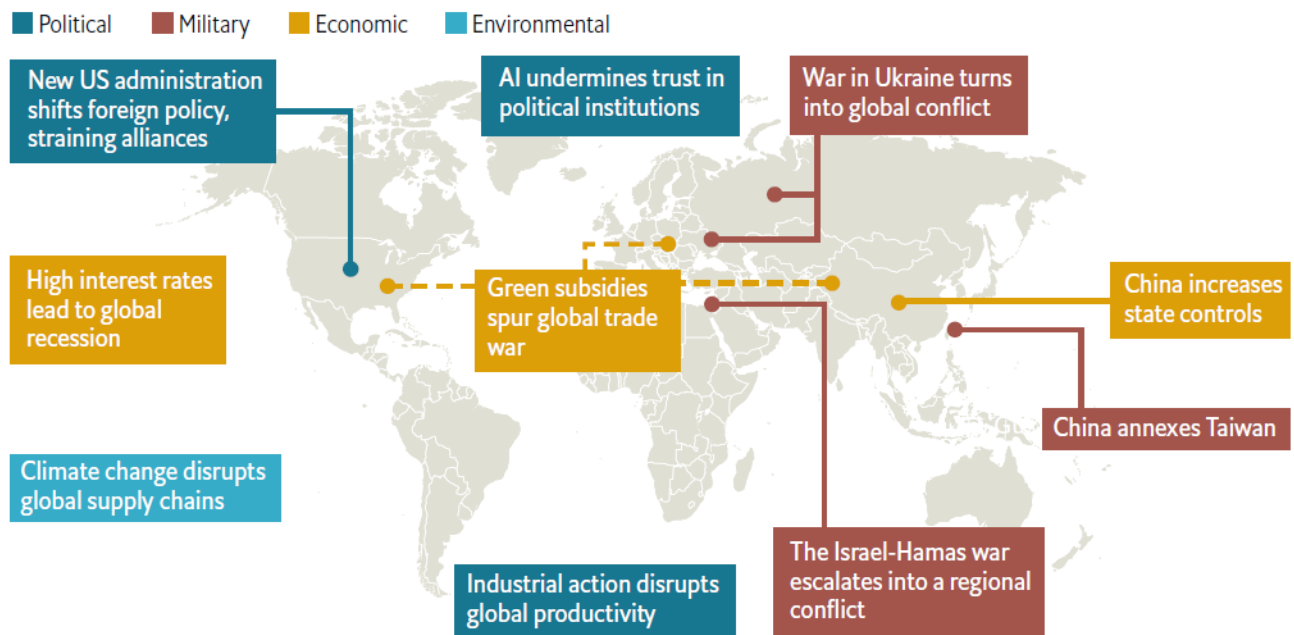 Political Military Economic Environmental
New US administration
shifts foreign policy,
straining alliances
AI undermines trust in
political institutions
War in Ukraine turns
into global conflict
High interest rates
lead to global
recession
Green subsidies
spur global trade
war
China increases
state controls
China annexes Taiwan
Climate change disrupts
global supply chains
Industrial action disrupts
global productivity
The Israel-Hamas war
escalates into a regional
conflict